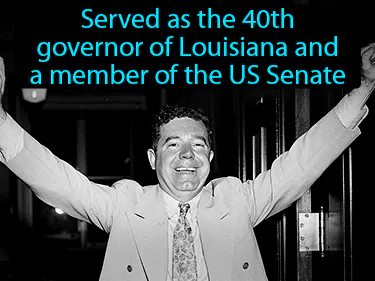 Served as the 40th
governor of Louisiana and
a member of the US Senate